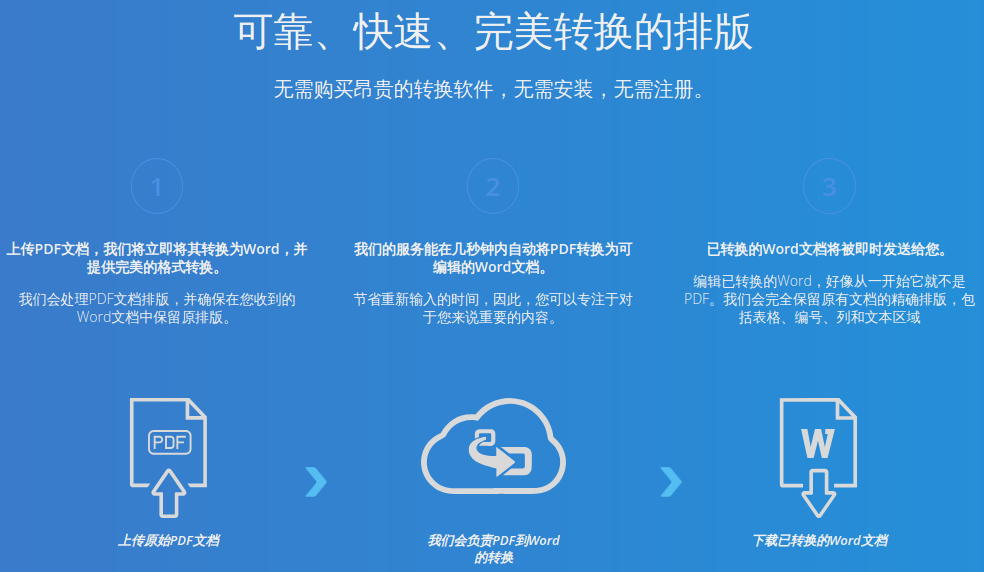 可靠、快速、完美转换的排版
无需购买昂贵的转换软件，无需安装，无需注册。
1
上传PDF文档，我们将立即将其转换为Word，并
提供完美的格式转换。
我们会处理PDF文档排版，并确保在您收到的
Word文档中保留原排版。
2
我们的服务能在几秒钟内自动将PDF转换为可
编辑的Word文档。
节省重新输入的时间，因此，您可以专注于对
于您来说重要的内容。
3
已转换的Word文档将被即时发送给您。
编辑已转换的Word，好像从一开始它就不是
PDF。我们会完全保留原有文档的精确排版，包
括表格、编号、列和文本区域
PDF
上传原始PDF文档
我们会负责PDF到Word
的转换
W
下载已转换的Word文档